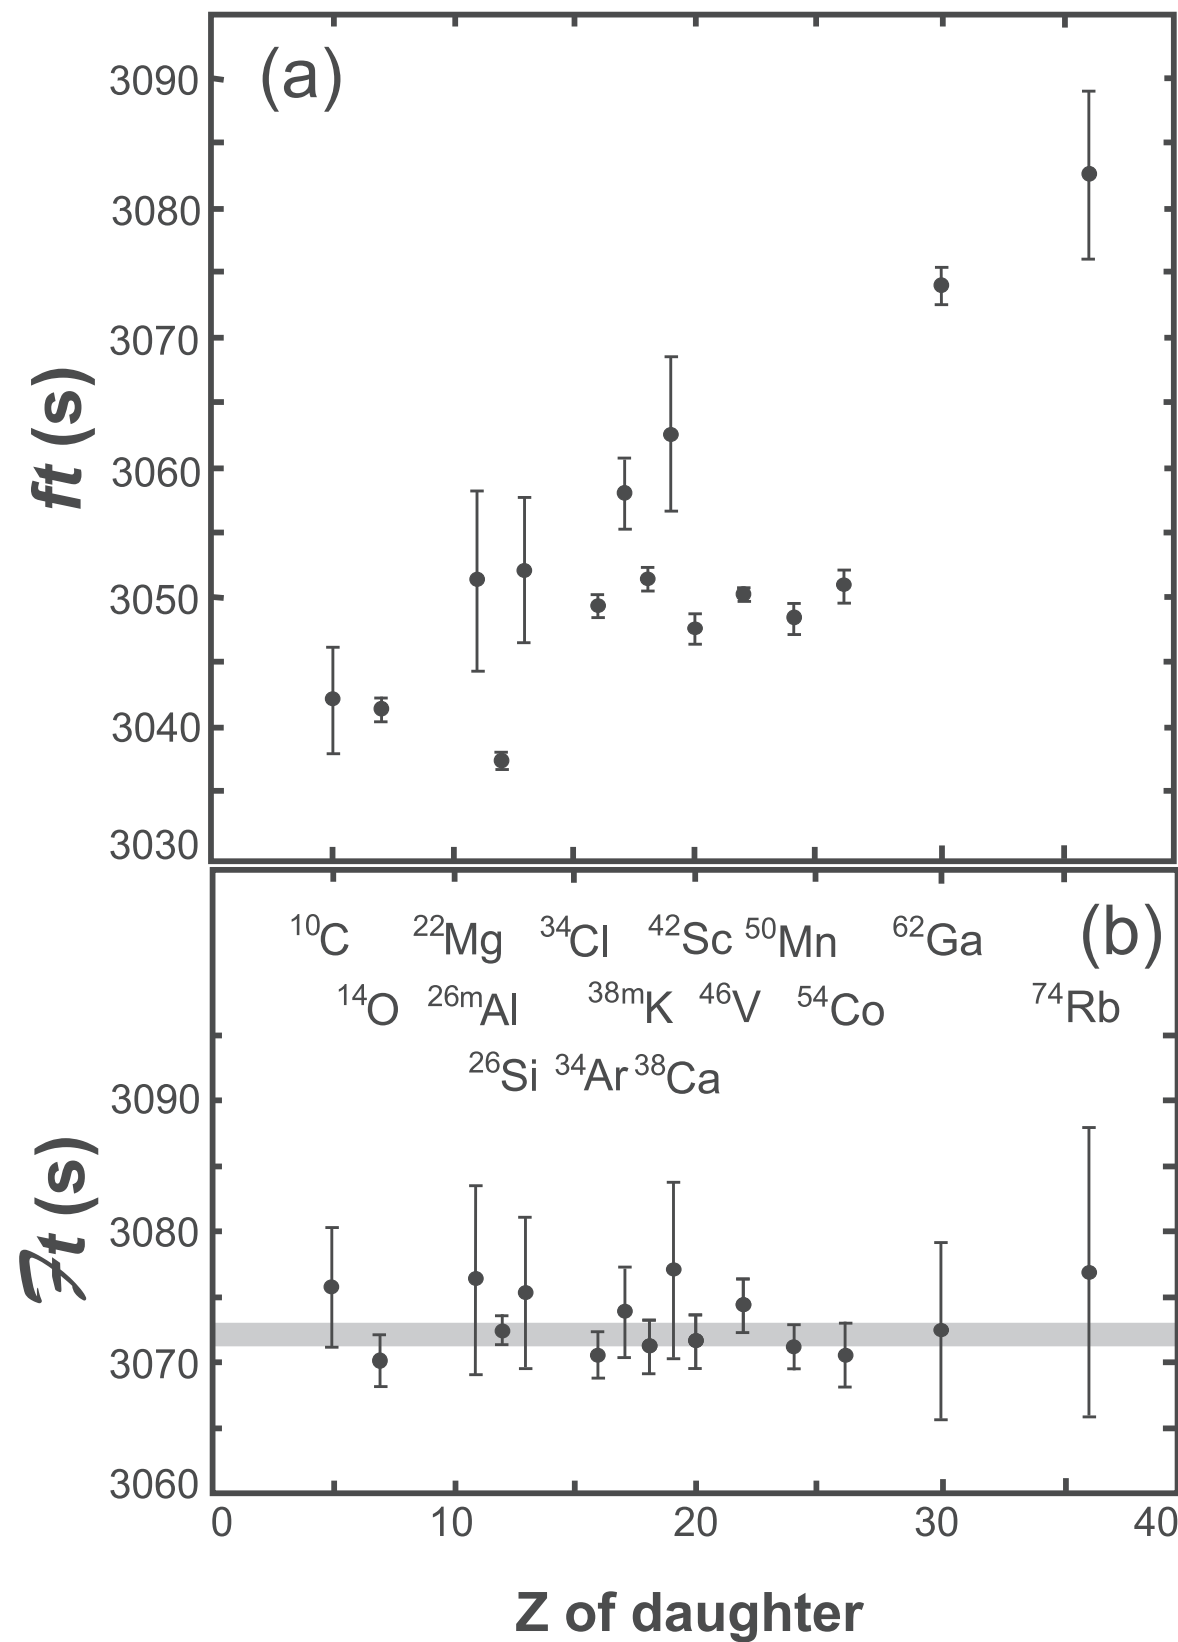 (a)
3090
3080
3070
3060
3050
3040
3030
ft (s)
(b)
10C 22Mg 34Cl 42Sc 50Mn 62Ga
14O 26mAl 38mK 46V 54Co 74Rb
26Si 34Ar 38Ca
3090
3080
3070
3060
ℱt (s)
0 10 20 30 40
Z of daughter